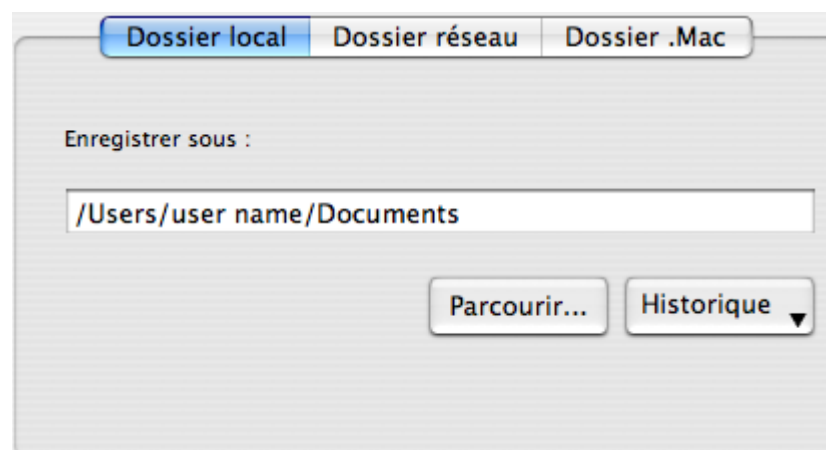 Dossier local Dossier réseau Dossier .Mac
Enregistrer sous :
/Users/user name/Documents
Parcourir... Historique